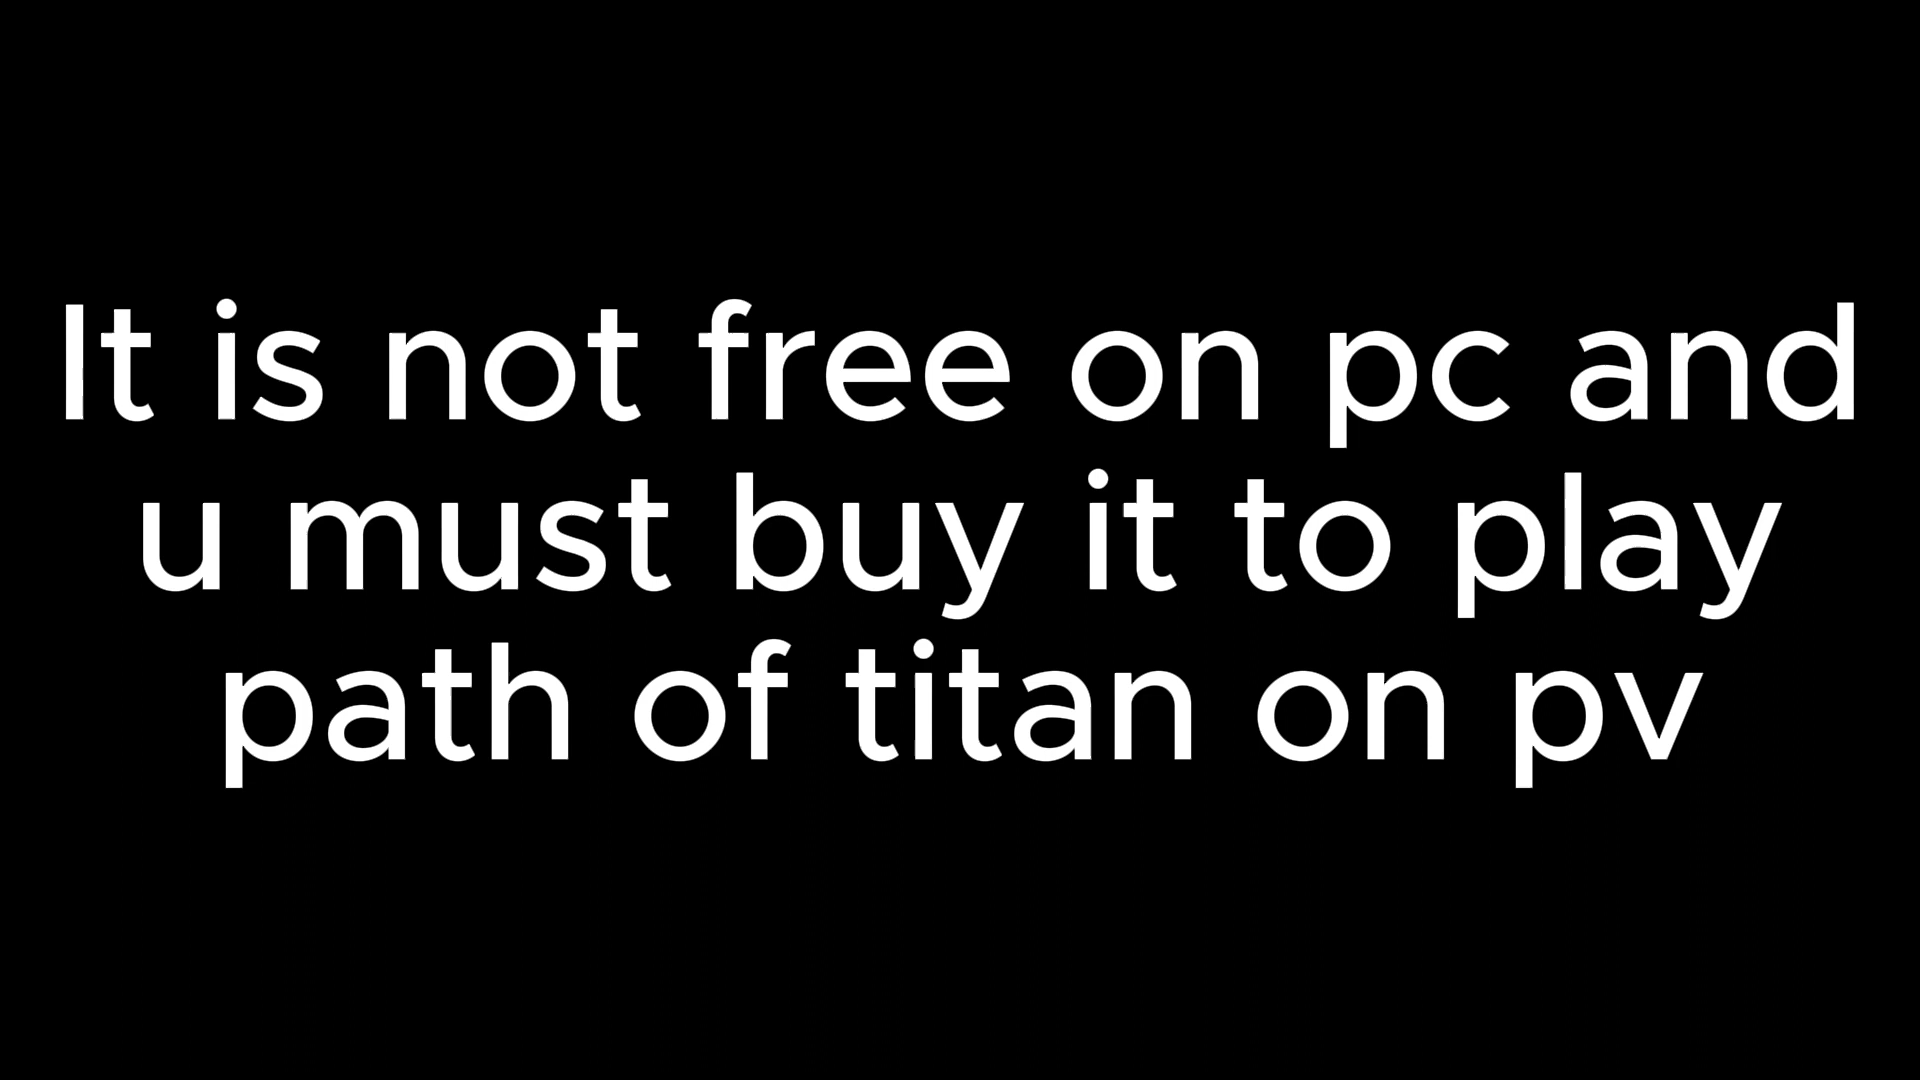 It is not free on pc and
u must buy it to play
path of titan on pv